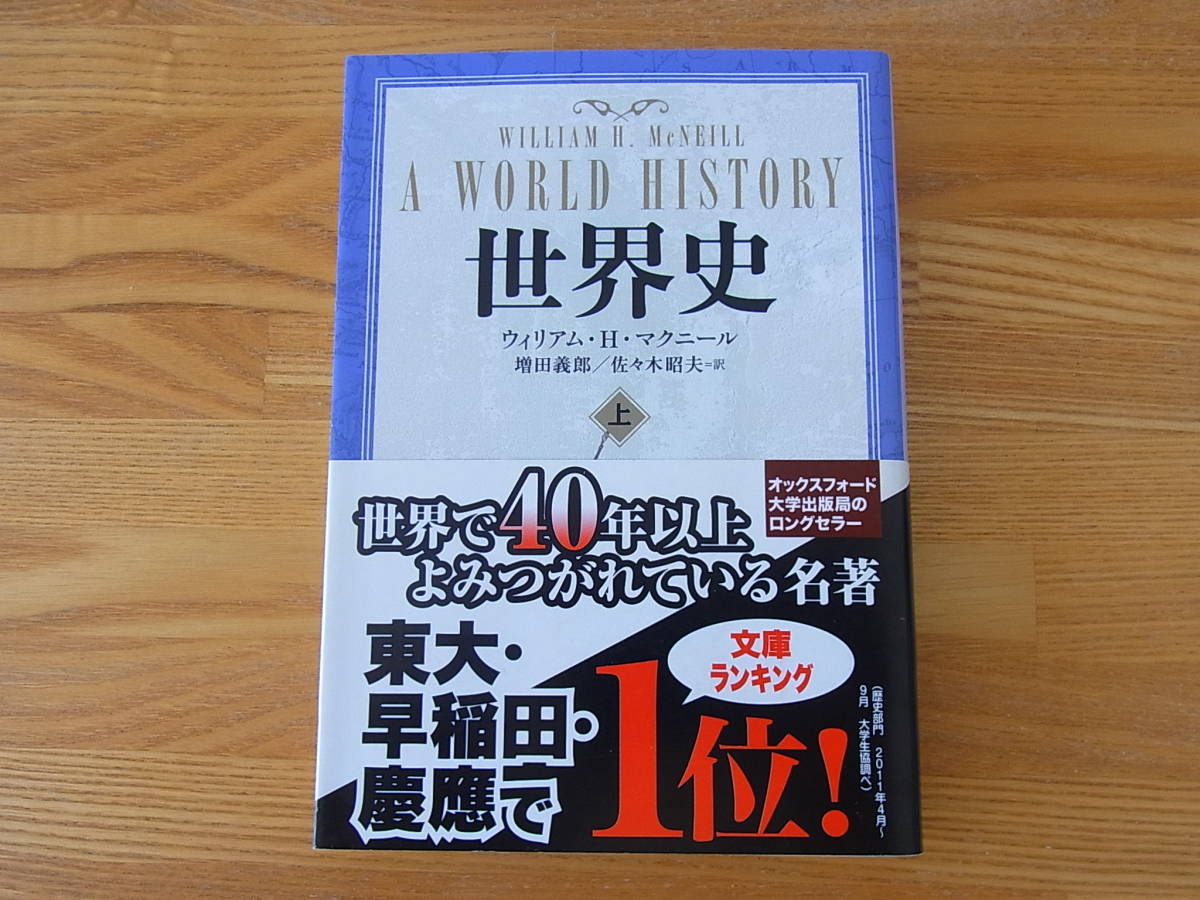 WILLIAM H. McNEILL
A WORLD HISTORY
世界史
ウィリアム・H・マクニール
増田義郎／佐々木昭夫=訳
上
オックスフォード
大学出版局の
ロングセラー
世界で40年以上
よみつがれている名著
東大・
早稲田・
慶應で
文庫
ランキング
1位!
(歴史部門 2011年4月〜
9月 大学生協調べ)